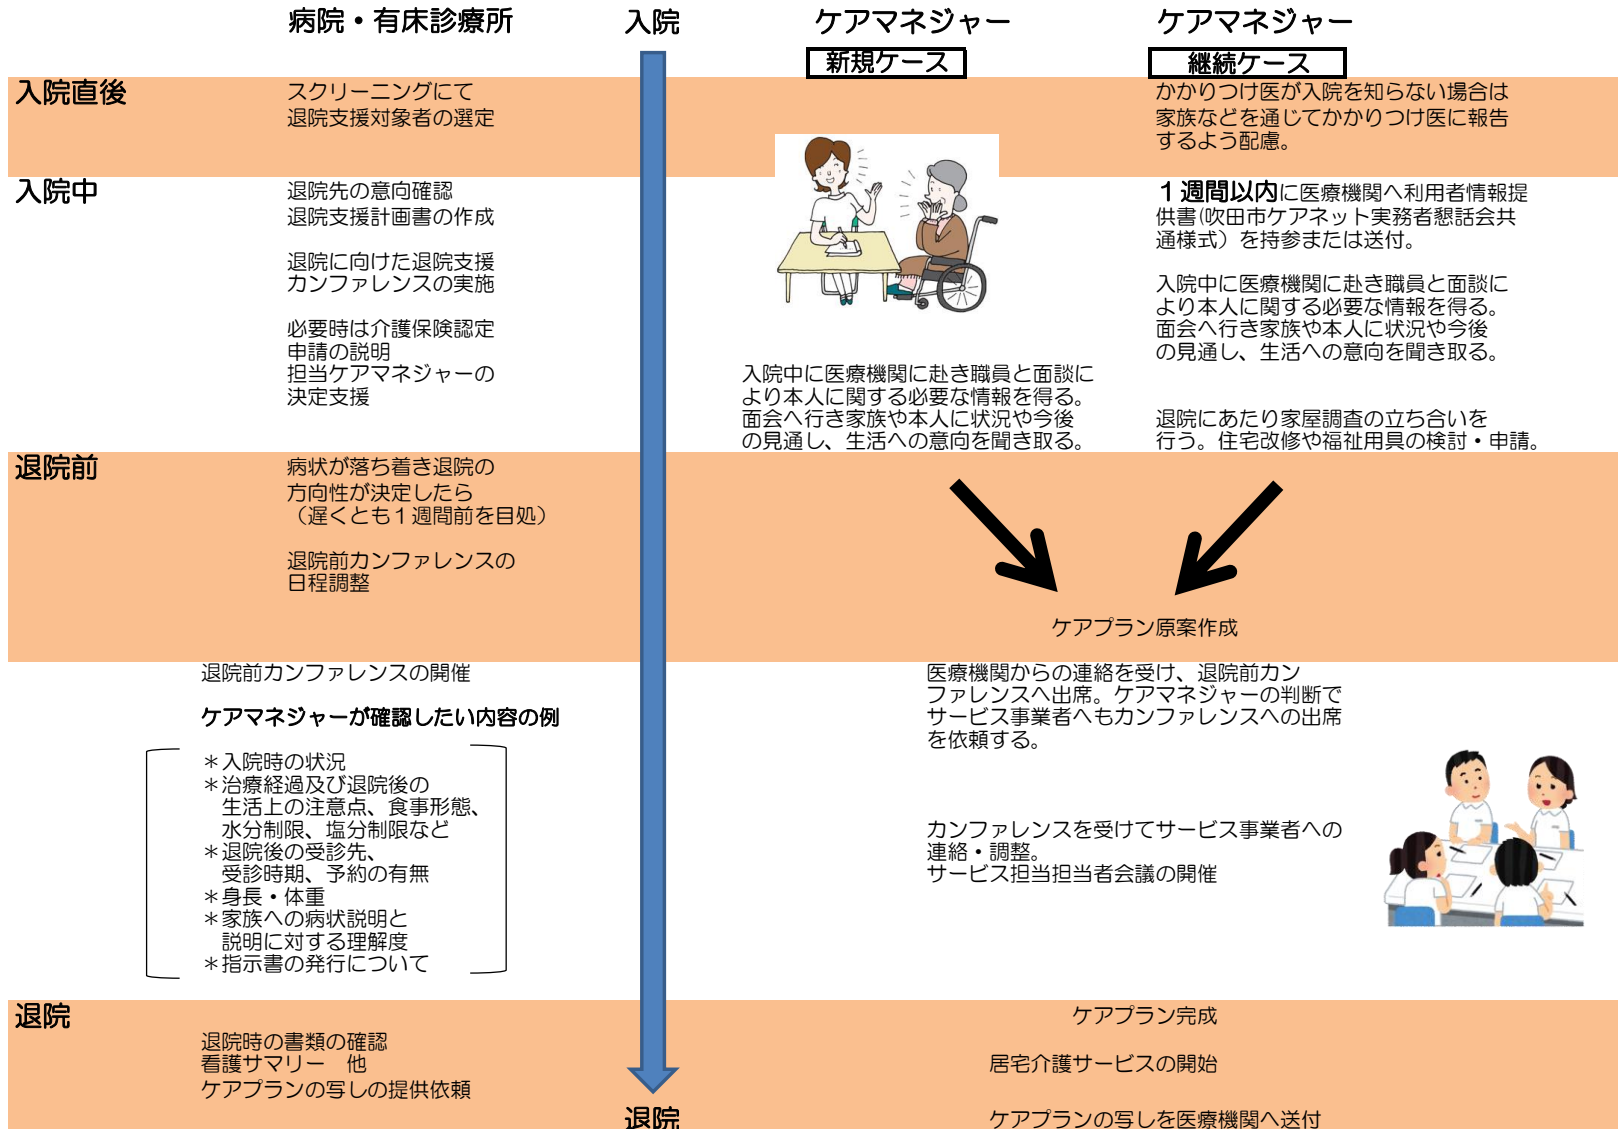 病院・有床診療所
入院
ケアマネジャー
新規ケース
ケアマネジャー
継続ケース
入院直後
スクリーニングにて
退院支援対象者の選定
かかりつけ医が入院を知らない場合は
家族などを通じてかかりつけ医に報告
するよう配慮。
入院中
退院先の意向確認
退院支援計画書の作成
退院に向けた退院支援
カンファレンスの実施
必要時は介護保険認定
申請の説明
担当ケアマネジャーの
決定支援
入院中に医療機関に赴き職員と面談に
より本人に関する必要な情報を得る。
面会へ行き家族や本人に状況や今後
の見通し、生活への意向を聞き取る。
1週間以内に医療機関へ利用者情報提
供書(吹田市ケアネット実務者懇話会共
通様式）を持参または送付。
入院中に医療機関に赴き職員と面談に
より本人に関する必要な情報を得る。
面会へ行き家族や本人に状況や今後
の見通し、生活への意向を聞き取る。
退院にあたり家屋調査の立ち合いを
行う。住宅改修や福祉用具の検討・申請。
退院前
病状が落ち着き退院の
方向性が決定したら
（遅くとも１週間前を目処）
退院前カンファレンスの
日程調整
ケアプラン原案作成
退院前カンファレンスの開催
ケアマネジャーが確認したい内容の例
＊入院時の状況
＊治療経過及び退院後の
生活上の注意点、食事形態、
水分制限、塩分制限など
＊退院後の受診先、
受診時期、予約の有無
＊身長・体重
＊家族への病状説明と
説明に対する理解度
＊指示書の発行について
医療機関からの連絡を受け、退院前カン
ファレンスへ出席。ケアマネジャーの判断で
サービス事業者へもカンファレンスへの出席
を依頼する。
カンファレンスを受けてサービス事業者への
連絡・調整。
サービス担当担当者会議の開催
退院
退院時の書類の確認
看護サマリー　他
ケアプランの写しの提供依頼
退院
ケアプラン完成
居宅介護サービスの開始
ケアプランの写しを医療機関へ送付